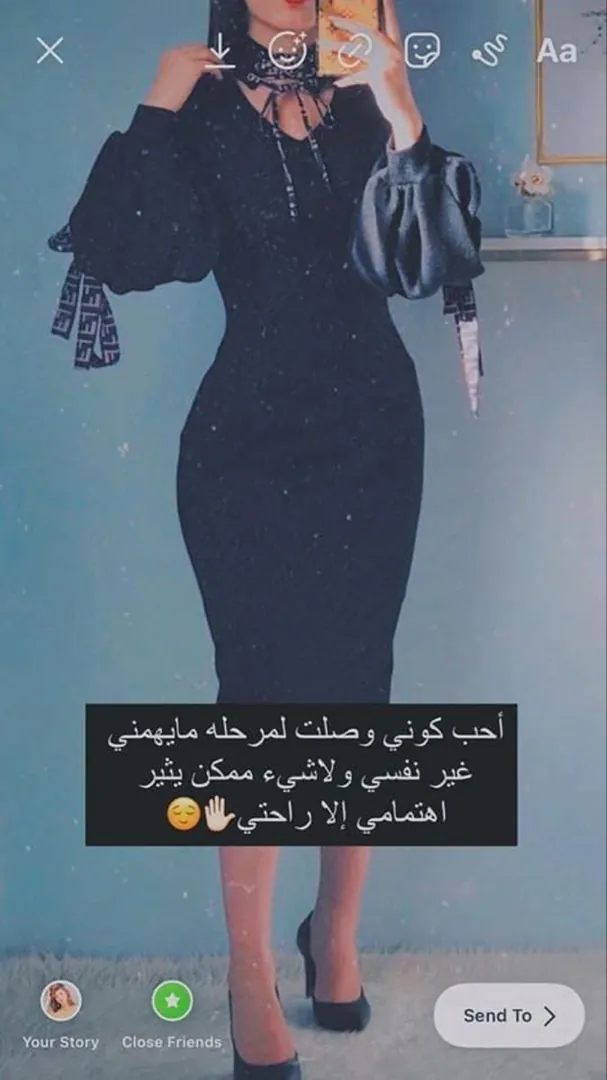 Aa
أحب كوني وصلت لمرحله مايهمني
غير نفسي ولاشيء ممكن يثير
اهتمامي إلا راحتي✋🏻😌
Your Story
Close Friends
Send To